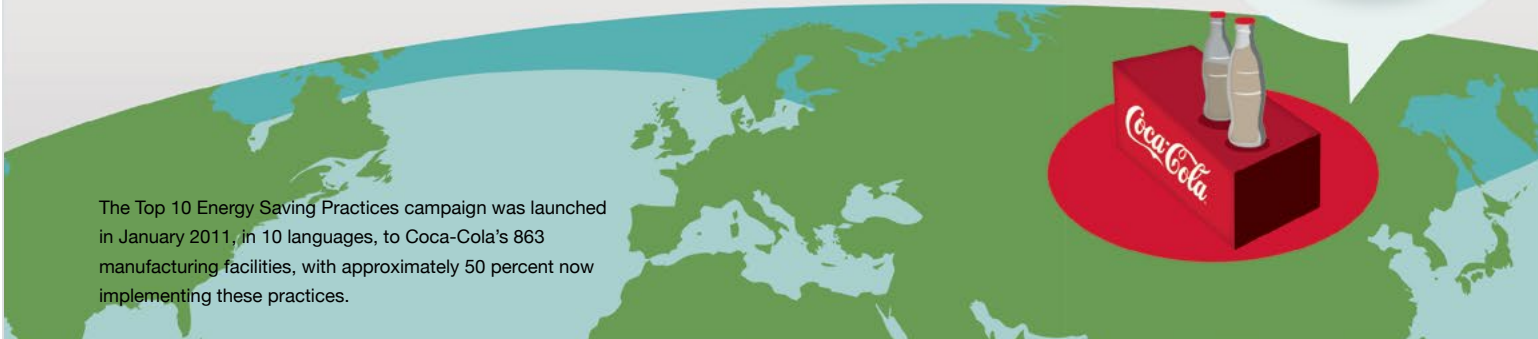 Coca-Cola
The Top 10 Energy Saving Practices campaign was launched
in January 2011, in 10 languages, to Coca-Cola’s 863
manufacturing facilities, with approximately 50 percent now
implementing these practices.